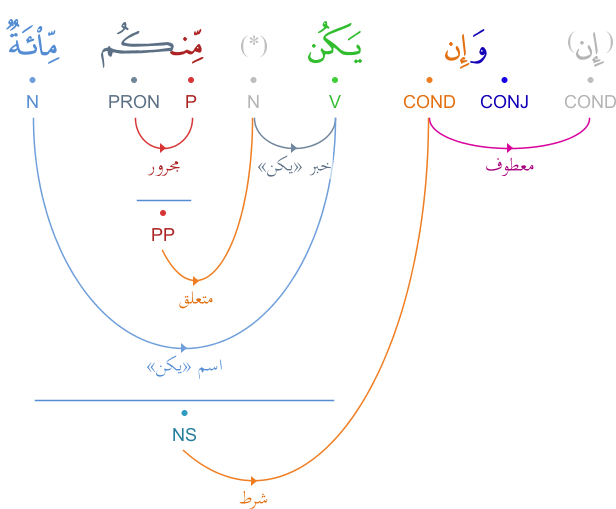 (إِن) وَإِن يَكُن (*) مِّنكُم مِّا۟ئَةٌ
COND CONJ COND V N P PRON N
معطوف
خبر «يكن»
مجرور
PP
متعلق
اسم «يكن»
NS
شرط